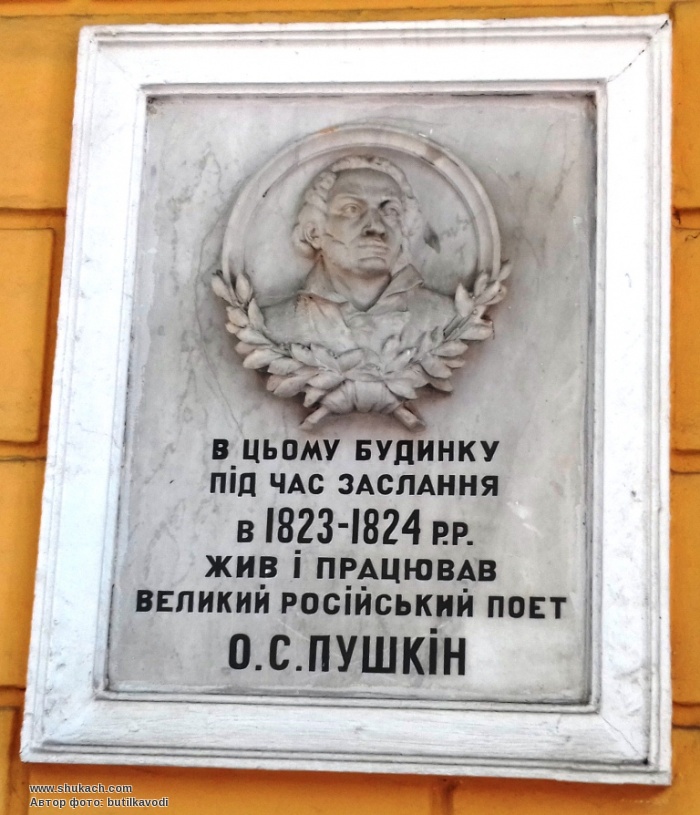 В ЦЬОМУ БУДИНКУ
ПІД ЧАС ЗАСЛАННЯ
В 1823-1824 Р.Р.
ЖИВ І ПРАЦЮВАВ
ВЕЛИКИЙ РОСІЙСЬКИЙ ПОЕТ
О.С.ПУШКІН
www.shukach.com
Автор фото: butilkavodi